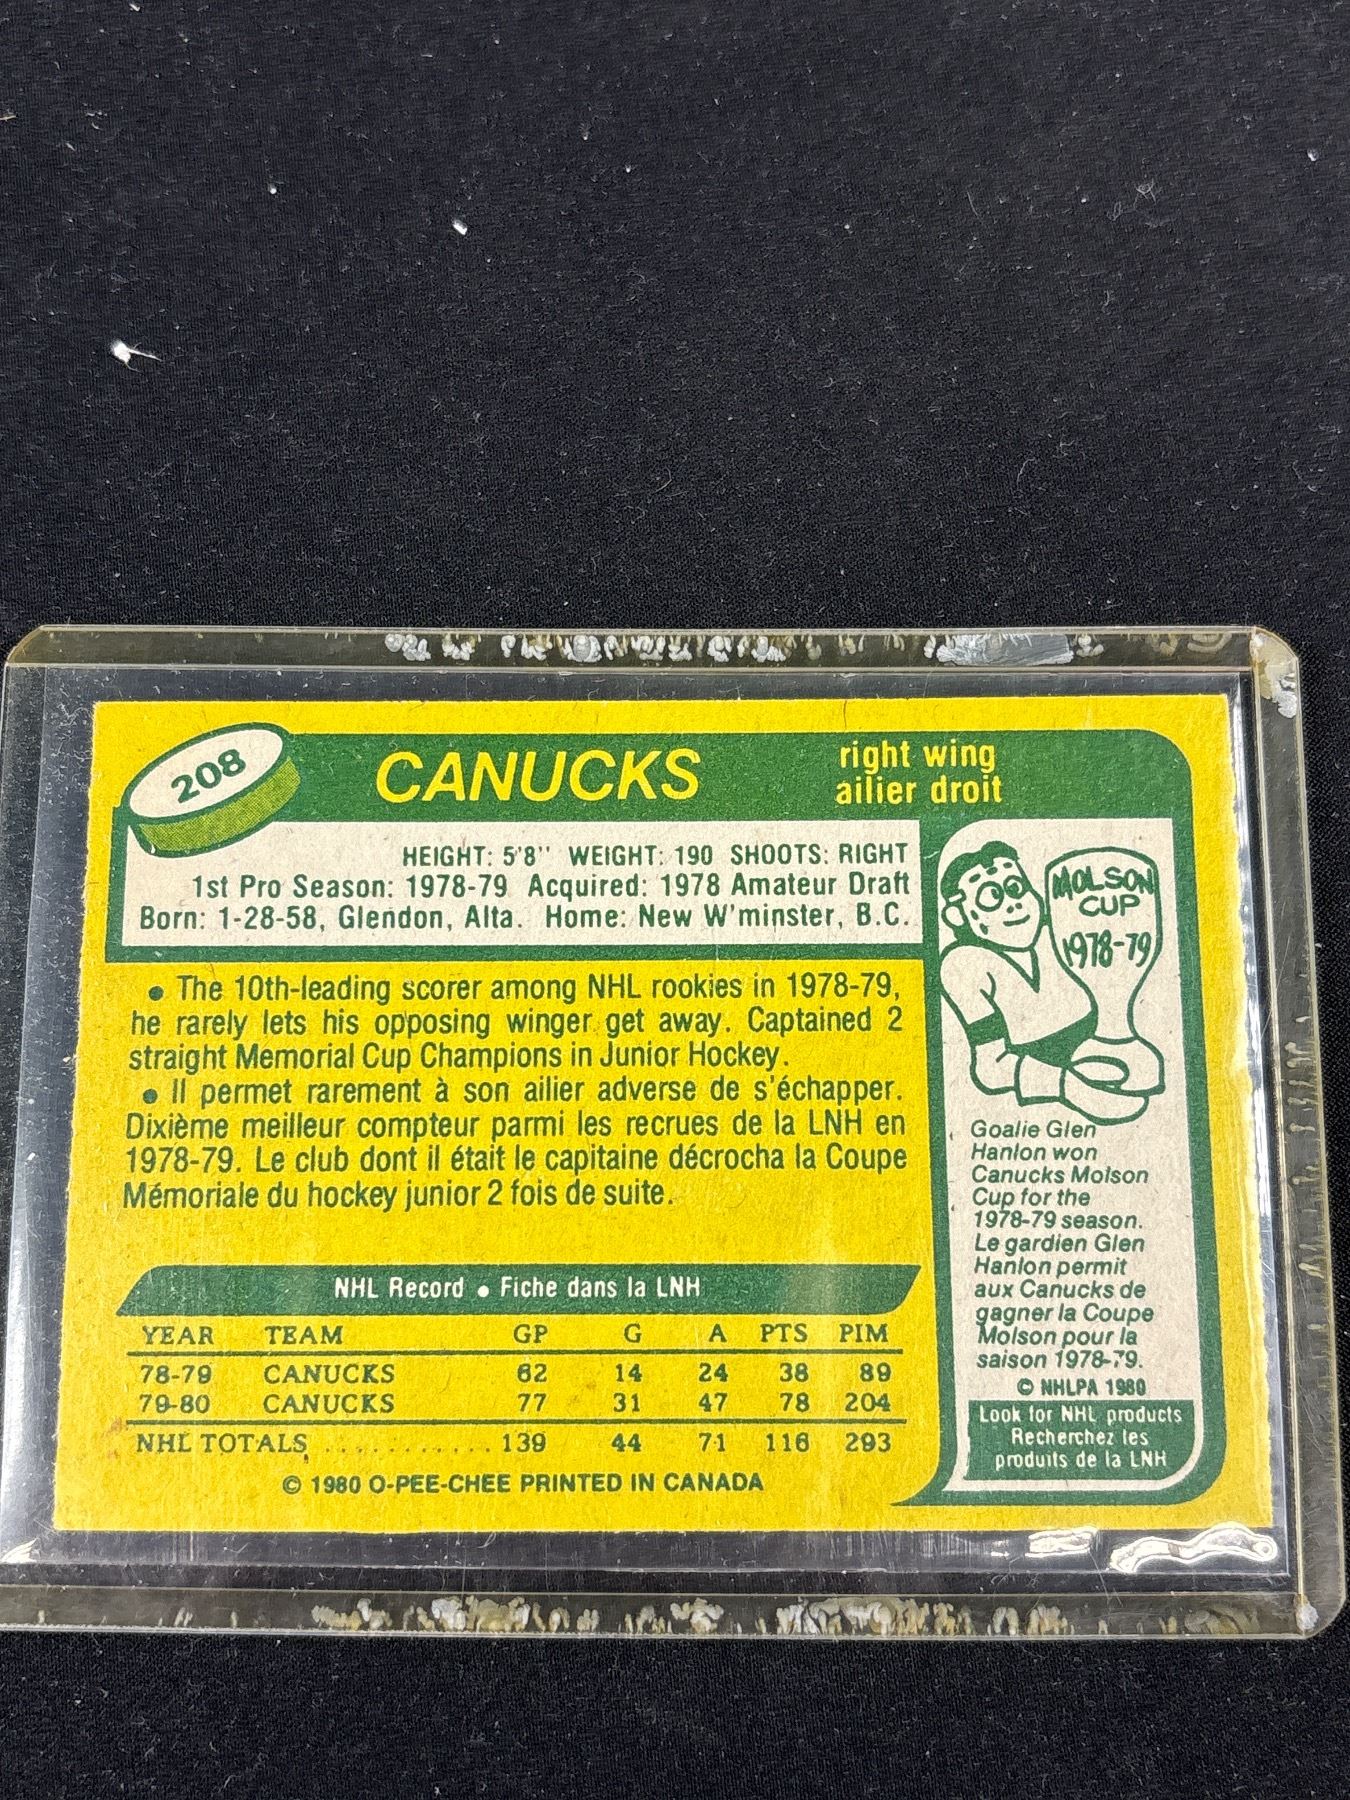 208
CANUCKS
right wing
ailier droit
HEIGHT: 5'8" WEIGHT: 190 SHOOTS: RIGHT
1st Pro Season: 1978-79 Acquired: 1978 Amateur Draft
Born: 1-28-58, Glendon, Alta. Home: New W'minster, B.C.
• The 10th-leading scorer among NHL rookies in 1978-79,
he rarely lets his opposing winger get away. Captained 2
straight Memorial Cup Champions in Junior Hockey.
• Il permet rarement à son ailier adverse de s'échapper.
Dixième meilleur compteur parmi les recrues de la LNH en
1978-79. Le club dont il était le capitaine décrocha la Coupe
Mémoriale du hockey junior 2 fois de suite.
NHL Record • Fiche dans la LNH
YEAR TEAM GP G A PTS PIM
78-79 CANUCKS 62 14 24 38 89
79-80 CANUCKS 77 31 47 78 204
NHL TOTALS ........... 139 44 71 116 293
© 1980 O-PEE-CHEE PRINTED IN CANADA
MOLSON
CUP
1978-79
Goalie Glen
Hanlon won
Canucks Molson
Cup for the
1978-79 season.
Le gardien Glen
Hanlon permit
aux Canucks de
gagner la Coupe
Molson pour la
saison 1978-79.
© NHLPA 1980
Look for NHL products
Recherchez les
produits de la LNH